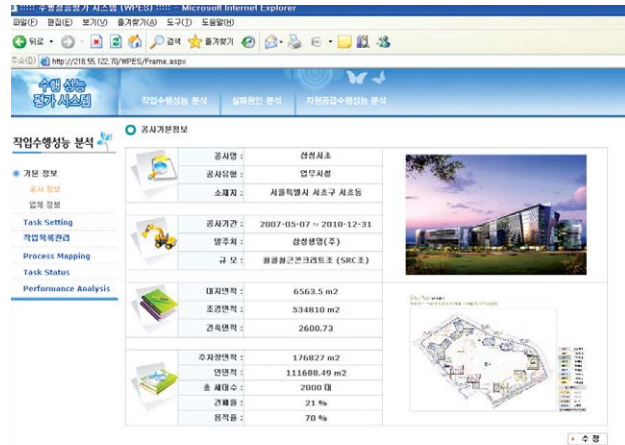 ::::: 수행성능평가 시스템 (WPES) ::::: - Microsoft Internet Explorer
파일(F) 편집(E) 보기(V) 즐겨찾기(A) 도구(T) 도움말(H)
뒤로 검색 즐겨찾기
주소(D) http://218.55.122.70/WPES/Frame.aspx
수행 성능
평가 시스템
작업수행성능 분석 실패원인 분석 자원공급수행성능 분석
작업수행성능 분석
기본 정보
공사 정보
업체 정보
Task Setting
작업목록관리
Process Mapping
Task Status
Performance Analysis
공사기본정보
공사명 : 삼성서초
공사유형 : 업무시설
소재지 : 서울특별시 서초구 서초동
공사기간 : 2007-05-07 ~ 2010-12-31
발주처 : 삼성생명(주)
규 모 : 철골철근콘크리트조 (SRC조)
대지면적 : 6563.5 m2
조경면적 : 534810 m2
건축면적 : 2600.73
주차장면적 : 176827 m2
연면적 : 111688.49 m2
총 세대수 : 2000 대
건폐율 : 21 %
용적율 : 70 %
수 정